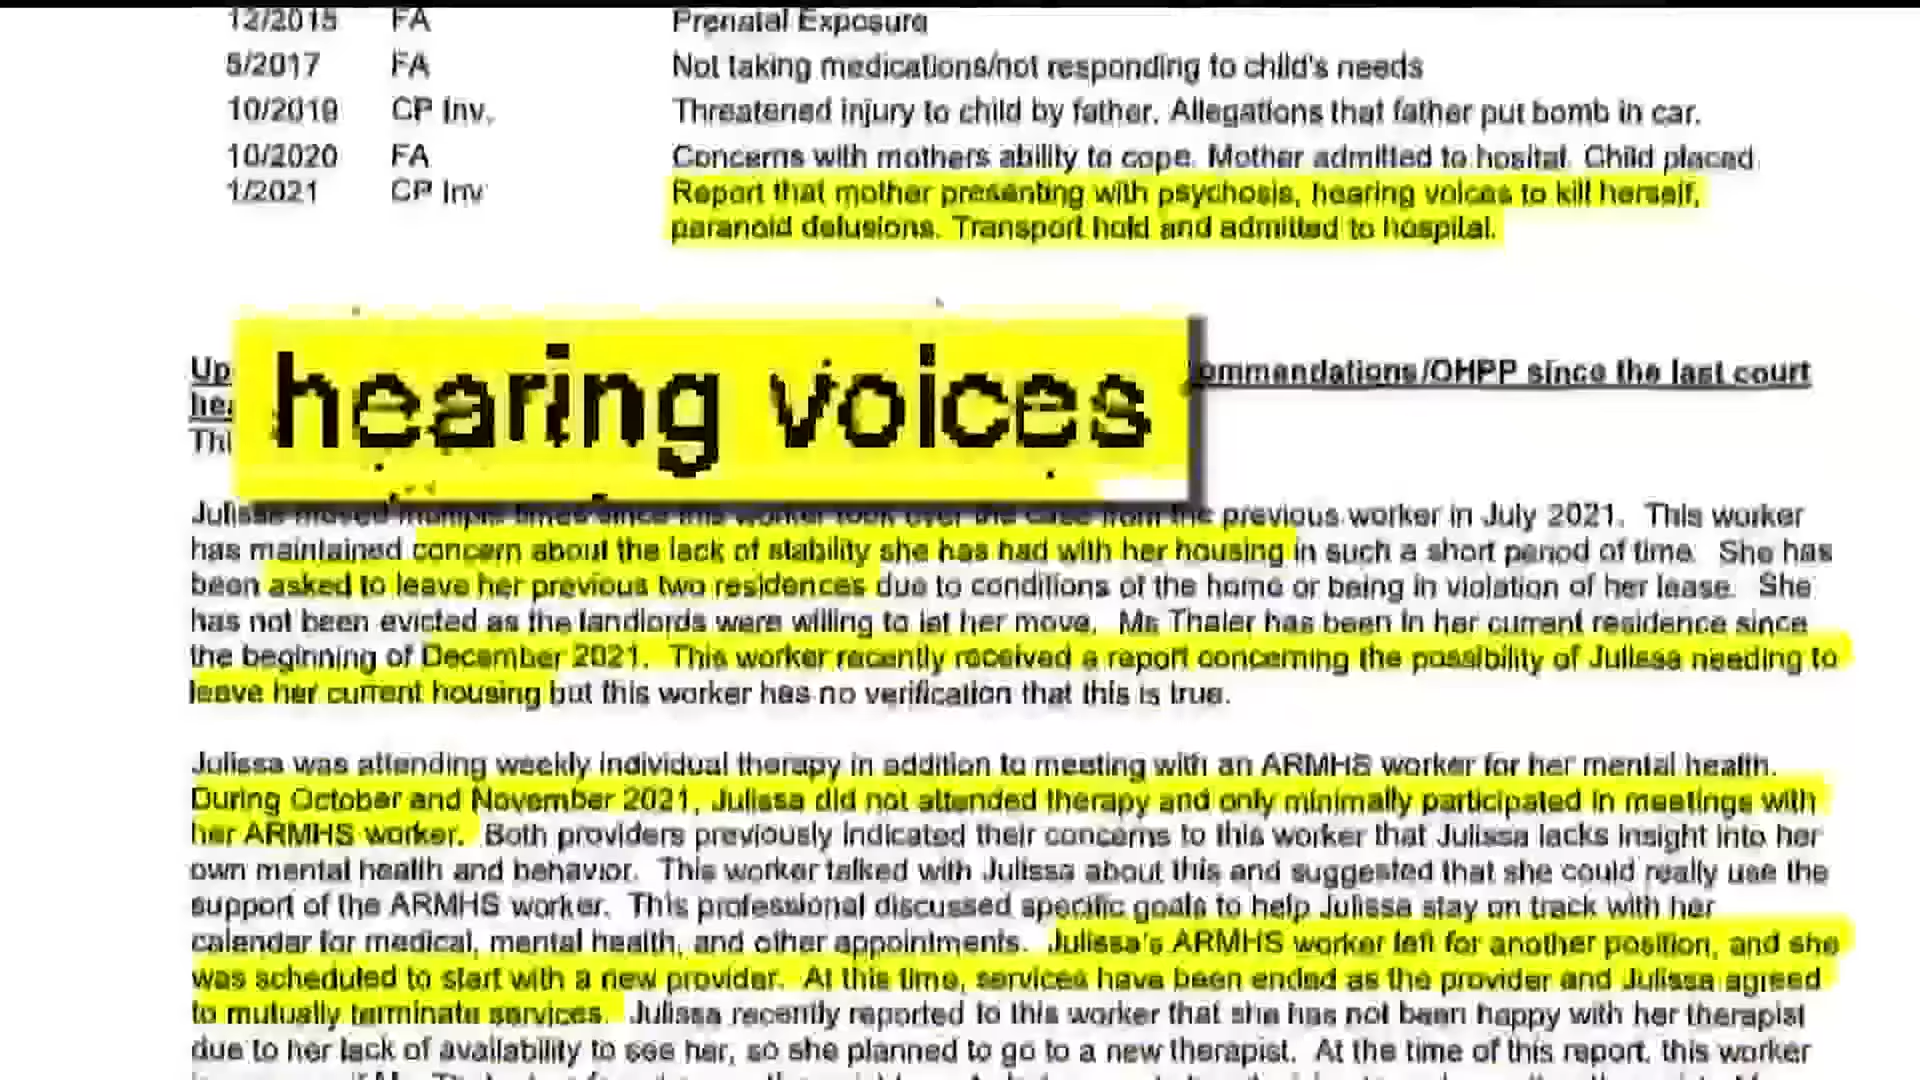 12/2015 FA Prenatal Exposure
5/2017 FA Not taking medications/not responding to child's needs
10/2019 CP Inv. Threatened injury to child by father. Allegations that father put bomb in car.
10/2020 FA Concerns with mothers ability to cope. Mother admitted to hosital. Child placed
1/2021 CP Inv Report that mother presenting with psychosis, hearing voices to kill herself,
paranoid delusions. Transport hold and admitted to hospital.
hearing voices
Up ommendations/OHPP since the last court
hea
Thi
Julissa moved multiple times since this worker took over the case from the previous worker in July 2021. This worker
has maintained concern about the lack of stability she has had with her housing in such a short period of time. She has
been asked to leave her previous two residences due to conditions of the home or being in violation of her lease. She
has not been evicted as the landlords were willing to let her move. Ms Thaler has been in her current residence since
the beginning of December 2021. This worker recently received a report concerning the possibility of Julissa needing to
leave her current housing but this worker has no verification that this is true.
Julissa was attending weekly individual therapy in addition to meeting with an ARMHS worker for her mental health.
During October and November 2021, Julissa did not attended therapy and only minimally participated in meetings with
her ARMHS worker. Both providers previously indicated their concerns to this worker that Julissa lacks insight into her
own mental health and behavior. This worker talked with Julissa about this and suggested that she could really use the
support of the ARMHS worker. This professional discussed specific goals to help Julissa stay on track with her
calendar for medical, mental health, and other appointments. Julissa's ARMHS worker left for another position, and she
was scheduled to start with a new provider. At this time, services have been ended as the provider and Julissa agreed
to mutually terminate services. Julissa recently reported to this worker that she has not been happy with her therapist
due to her lack of availability to see her, so she planned to go to a new therapist. At the time of this report, this worker